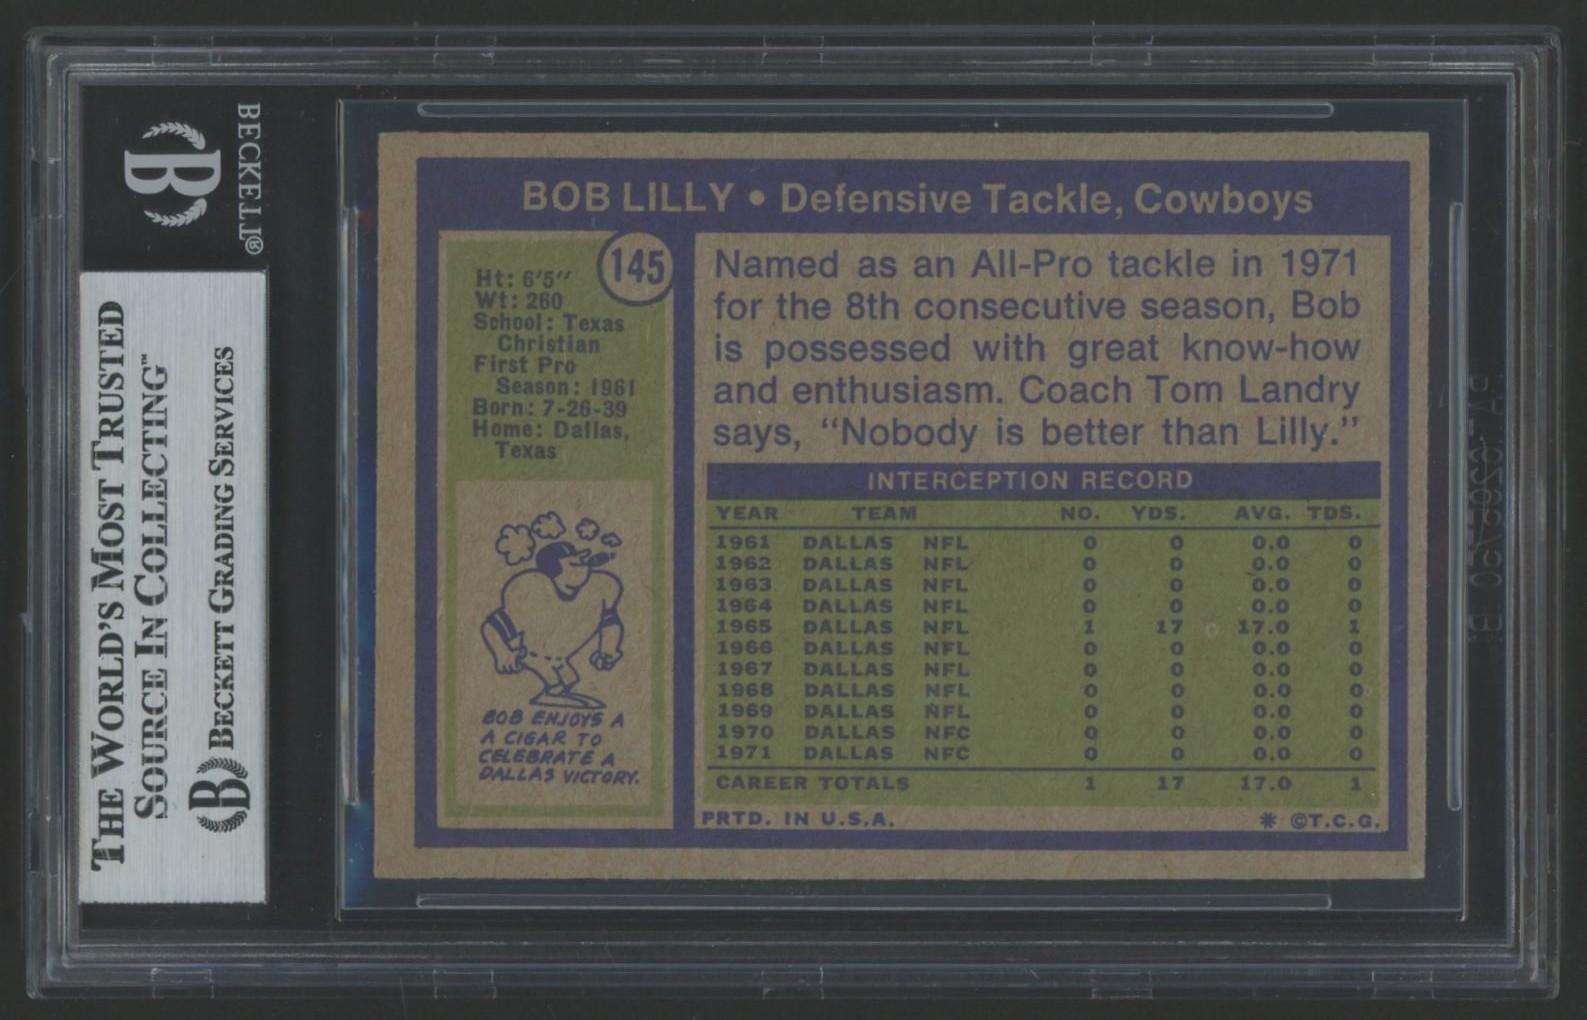 BECKETT®
THE WORLD'S MOST TRUSTED
SOURCE IN COLLECTING™
BECKETT GRADING SERVICES
BOB LILLY • Defensive Tackle, Cowboys
145
Ht: 6'5"
Wt: 260
School: Texas
Christian
First Pro
Season: 1961
Born: 7-26-39
Home: Dallas,
Texas
BOB ENJOYS A
A CIGAR TO
CELEBRATE A
DALLAS VICTORY.
Named as an All-Pro tackle in 1971
for the 8th consecutive season, Bob
is possessed with great know-how
and enthusiasm. Coach Tom Landry
says, "Nobody is better than Lilly."
INTERCEPTION RECORD
YEAR TEAM NO. YDS. AVG. TDS.
1961 DALLAS NFL 0 0 0.0 0
1962 DALLAS NFL 0 0 0.0 0
1963 DALLAS NFL 0 0 0.0 0
1964 DALLAS NFL 0 0 0.0 0
1965 DALLAS NFL 1 17 17.0 1
1966 DALLAS NFL 0 0 0.0 0
1967 DALLAS NFL 0 0 0.0 0
1968 DALLAS NFL 0 0 0.0 0
1969 DALLAS NFL 0 0 0.0 0
1970 DALLAS NFC 0 0 0.0 0
1971 DALLAS NFC 0 0 0.0 0
CAREER TOTALS 1 17 17.0 1
PRTD. IN U.S.A. * ©T.C.G.